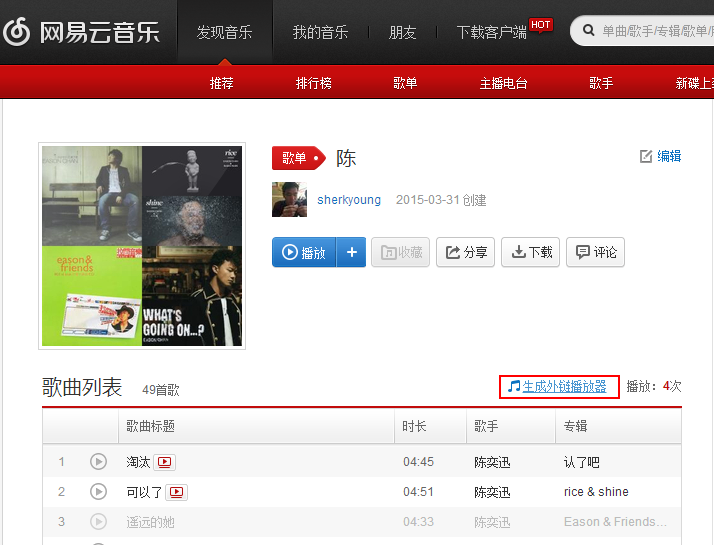 网易云音乐 发现音乐 我的音乐 朋友 下载客户端 HOT 单曲/歌手/专辑/歌单/
推荐 排行榜 歌单 主播电台 歌手 新碟上
歌单 陈 编辑
sherkyoung 2015-03-31 创建
播放 + 收藏 分享 下载 评论
rice
shine
eason&
friends
WHAT'S
GOING ON...?
歌曲列表 49首歌 生成外链播放器 播放：4次
歌曲标题 时长 歌手 专辑
1 淘汰 04:45 陈奕迅 认了吧
2 可以了 04:51 陈奕迅 rice & shine
3 遥远的她 04:33 陈奕迅 Eason & Friends...